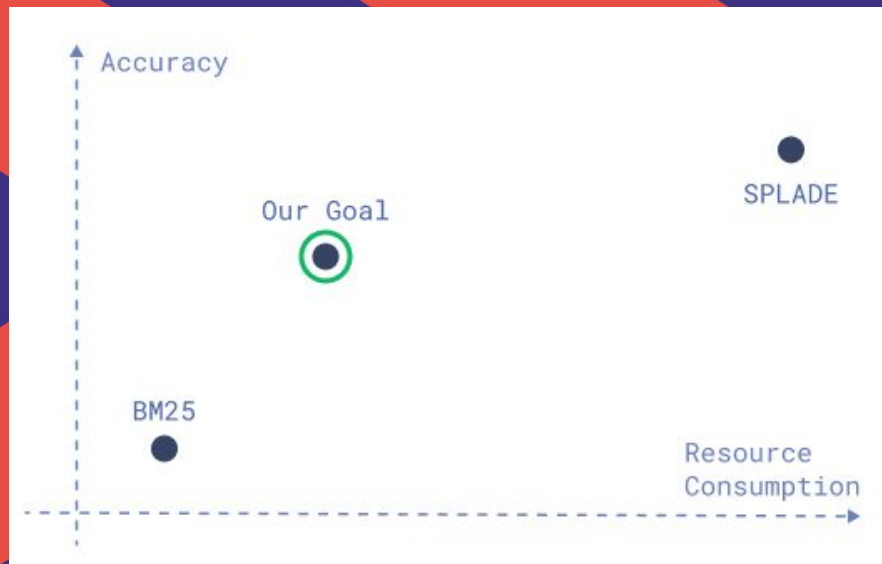 Accuracy
SPLADE
Our Goal
BM25
Resource
Consumption